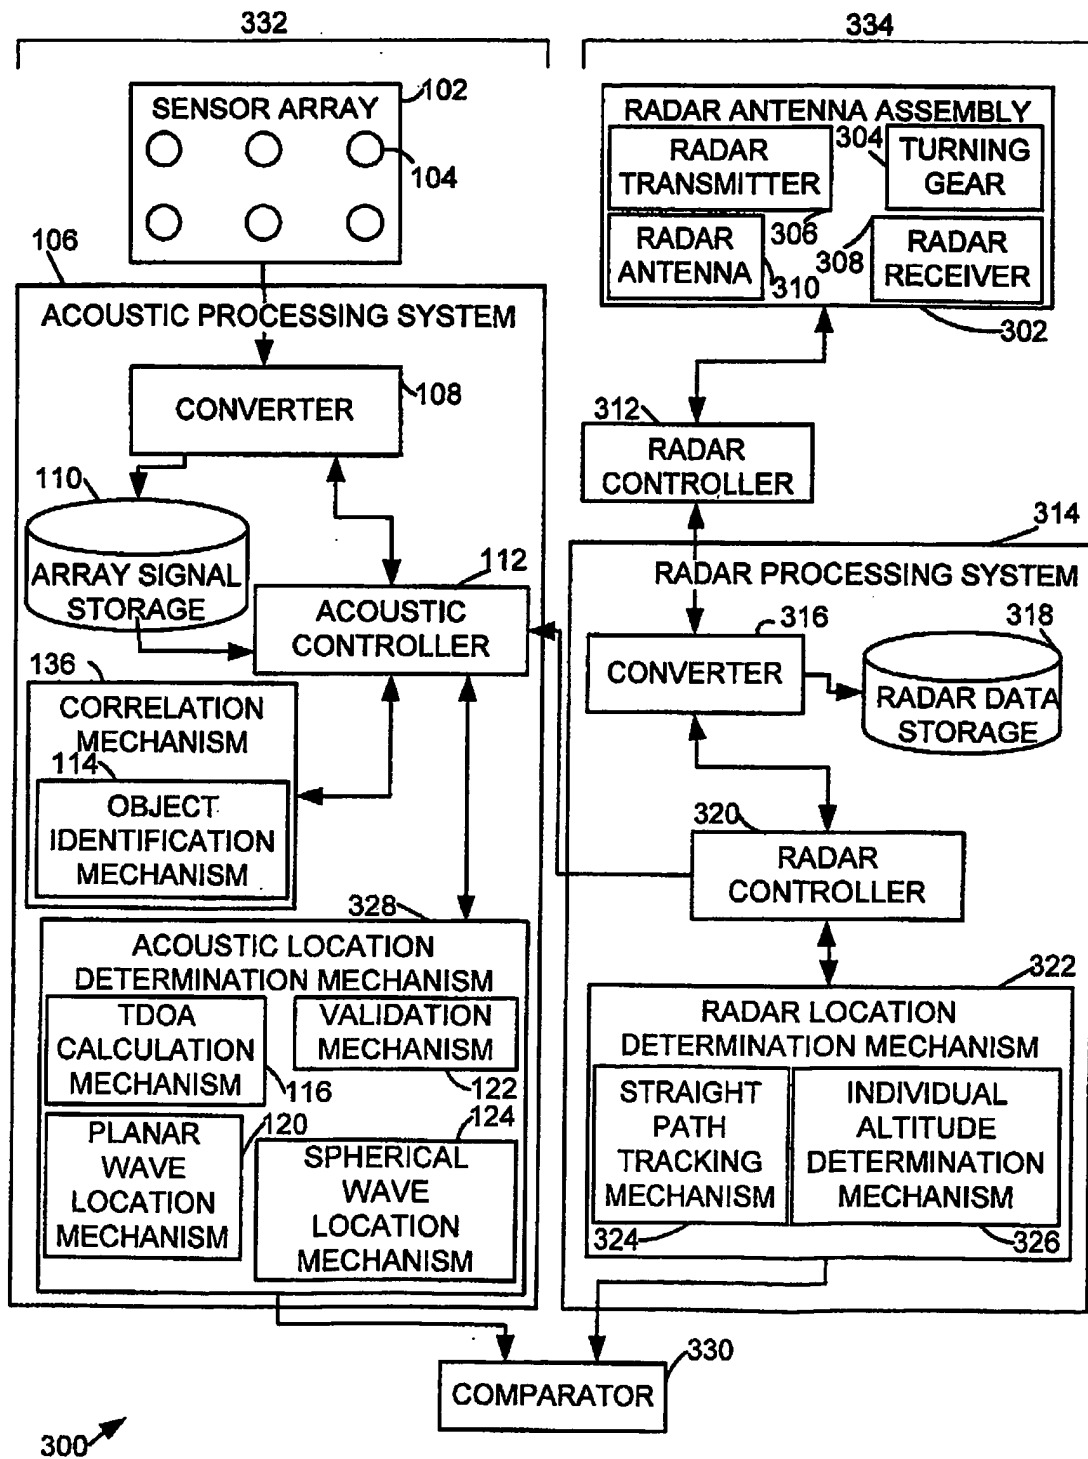 332
334
SENSOR ARRAY
102
104
RADAR ANTENNA ASSEMBLY
RADAR
TRANSMITTER
306
304
TURNING
GEAR
RADAR
ANTENNA
310
308
RADAR
RECEIVER
302
106
ACOUSTIC PROCESSING SYSTEM
CONVERTER
108
110
ARRAY SIGNAL
STORAGE
112
ACOUSTIC
CONTROLLER
136
CORRELATION
MECHANISM
114
OBJECT
IDENTIFICATION
MECHANISM
328
ACOUSTIC LOCATION
DETERMINATION MECHANISM
TDOA
CALCULATION
MECHANISM
116
VALIDATION
MECHANISM
122
PLANAR
WAVE
LOCATION
MECHANISM
120
124
SPHERICAL
WAVE
LOCATION
MECHANISM
312
RADAR
CONTROLLER
314
RADAR PROCESSING SYSTEM
316
CONVERTER
318
RADAR DATA
STORAGE
320
RADAR
CONTROLLER
322
RADAR LOCATION
DETERMINATION MECHANISM
STRAIGHT
PATH
TRACKING
MECHANISM
324
INDIVIDUAL
ALTITUDE
DETERMINATION
MECHANISM
326
COMPARATOR
330
300